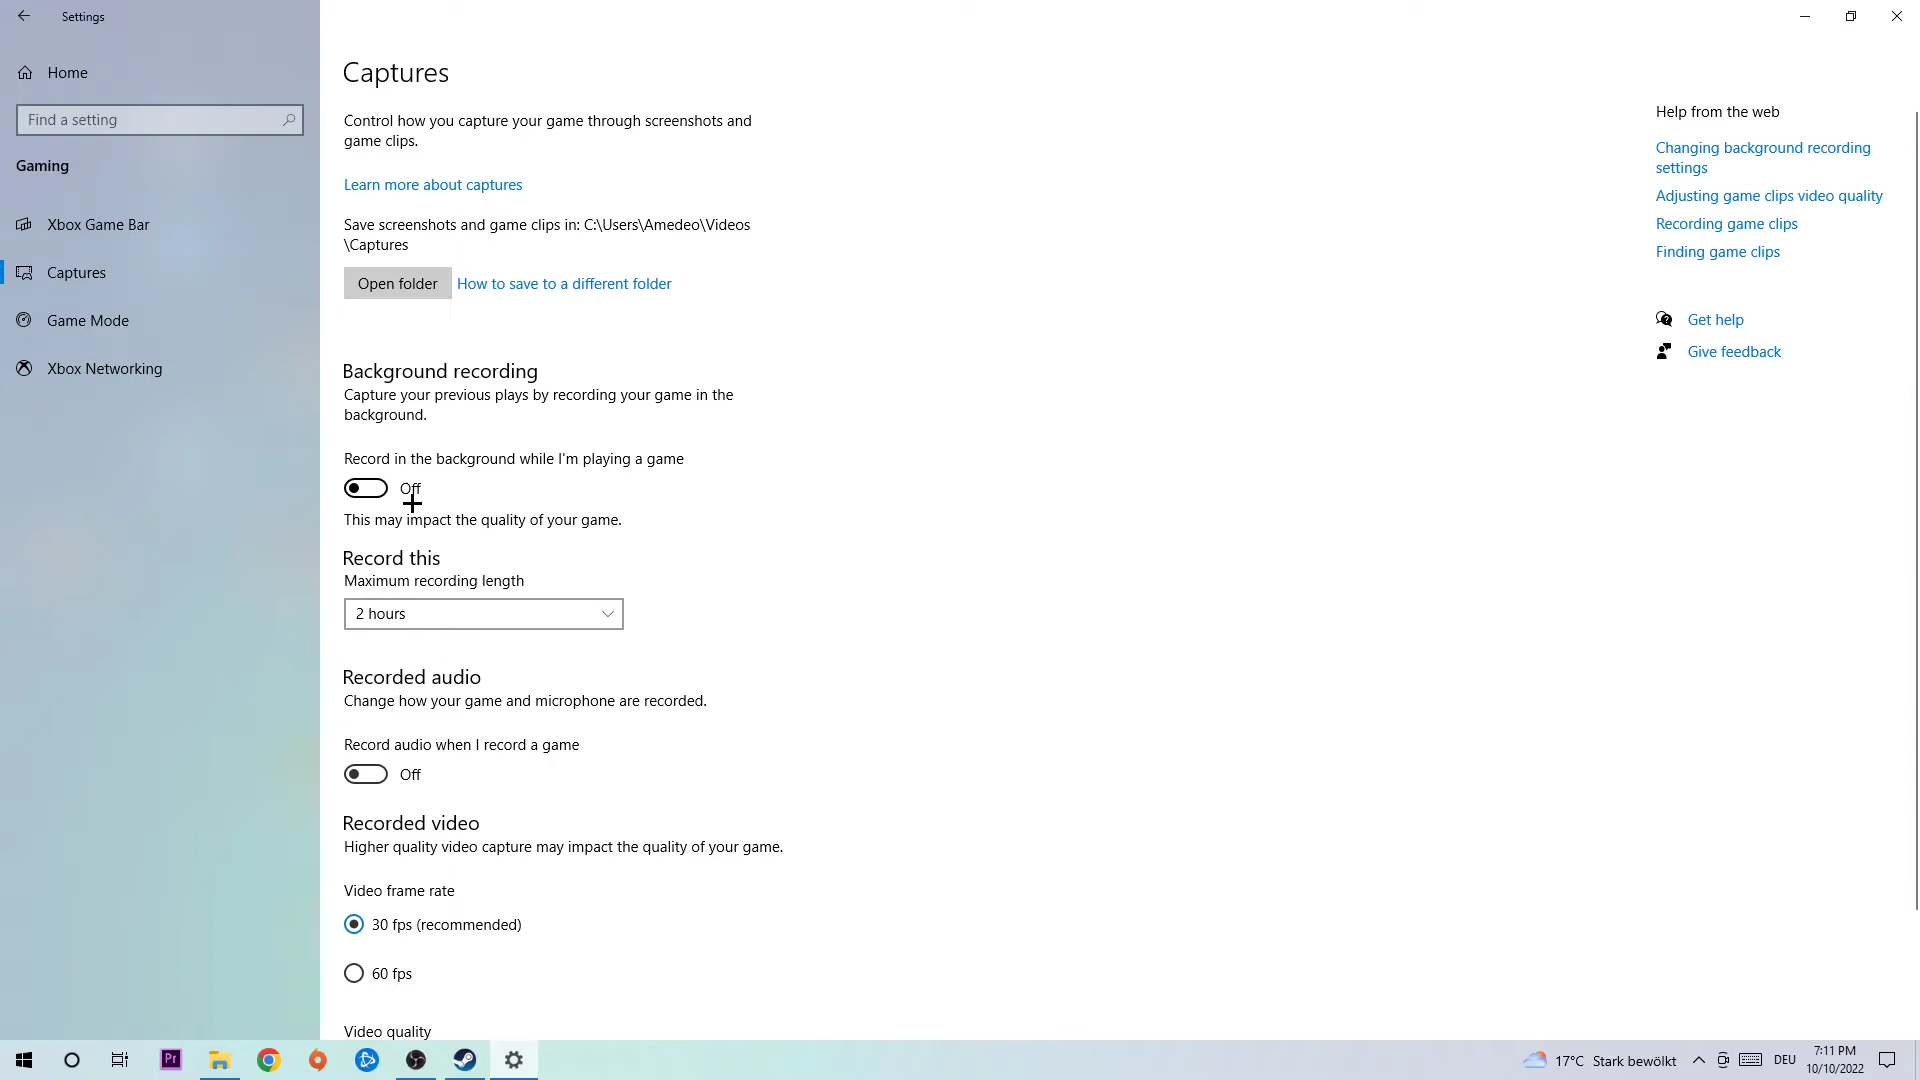 Settings
Home
Find a setting
Gaming
Xbox Game Bar
Captures
Game Mode
Xbox Networking
Captures
Control how you capture your game through screenshots and
game clips.
Learn more about captures
Save screenshots and game clips in: C:\Users\Amedeo\Videos
\Captures
Open folder
How to save to a different folder
Background recording
Capture your previous plays by recording your game in the
background.
Record in the background while I'm playing a game
Off
This may impact the quality of your game.
Record this
Maximum recording length
2 hours
Recorded audio
Change how your game and microphone are recorded.
Record audio when I record a game
Off
Recorded video
Higher quality video capture may impact the quality of your game.
Video frame rate
30 fps (recommended)
60 fps
Video quality
Help from the web
Changing background recording
settings
Adjusting game clips video quality
Recording game clips
Finding game clips
Get help
Give feedback
Pr
17°C Stark bewölkt
DEU
7:11 PM
10/10/2022